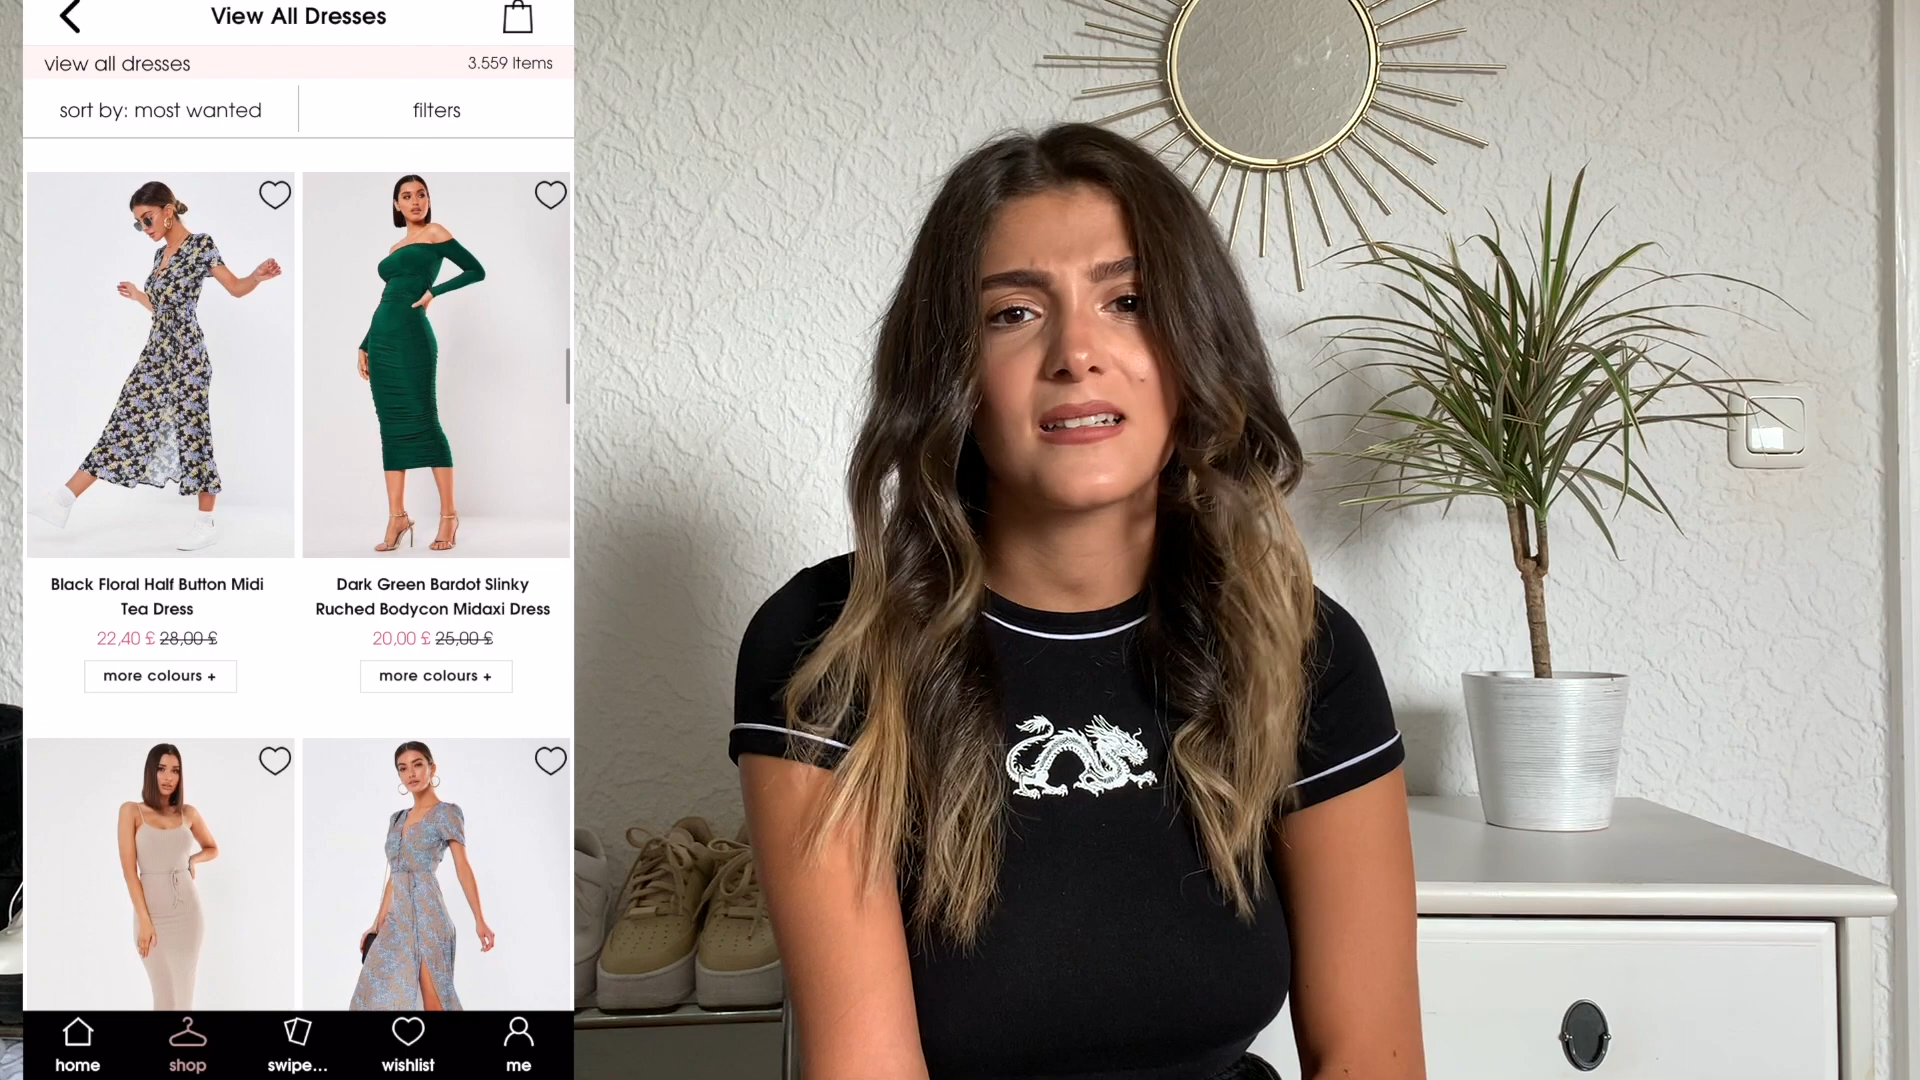 View All Dresses
view all dresses
3.559 Items
sort by: most wanted
filters
Black Floral Half Button Midi
Tea Dress
22,40 £ 28,00 £
more colours +
Dark Green Bardot Slinky
Ruched Bodycon Midaxi Dress
20,00 £ 25,00 £
more colours +
home
shop
swipe...
wishlist
me